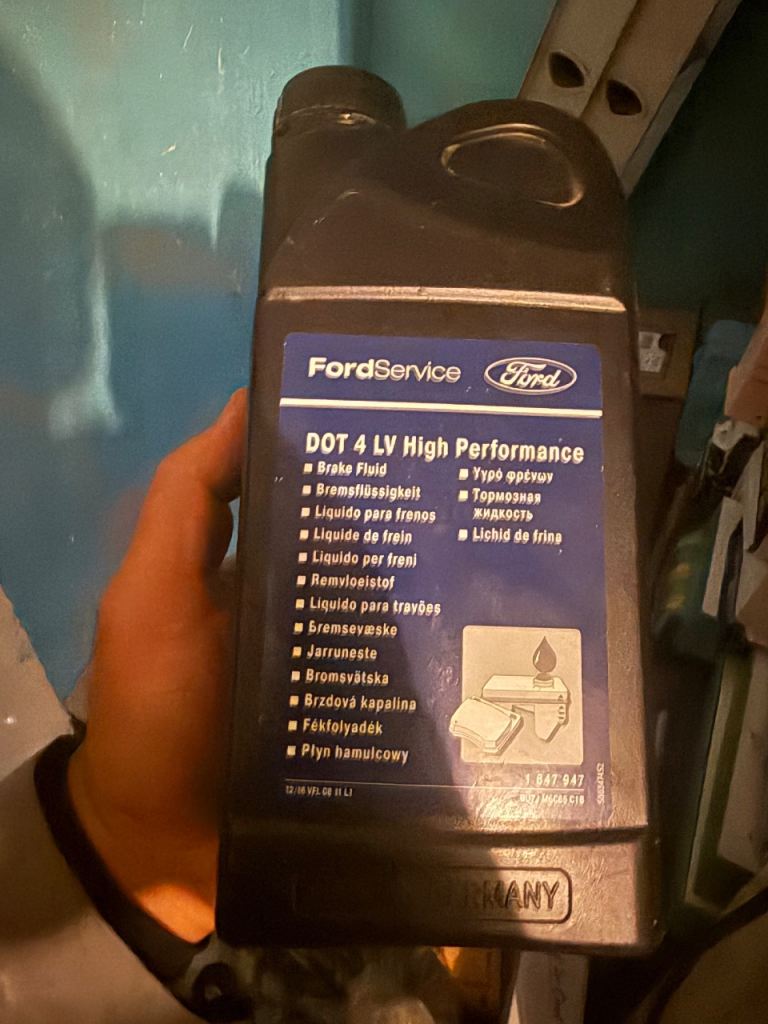 FordService Ford
DOT 4 LV High Performance
Brake Fluid
Bremsflüssigkeit
Liquido para frenos
Liquide de frein
Liquido per freni
Remvloeistof
Liquido para travões
Bremsevæske
Jarruneste
Bromsvätska
Brzdová kapalina
Fékfolyadék
Płyn hamulcowy
Υγρό φρένων
Тормозная
жидкость
Lichid de frina
1 847 947